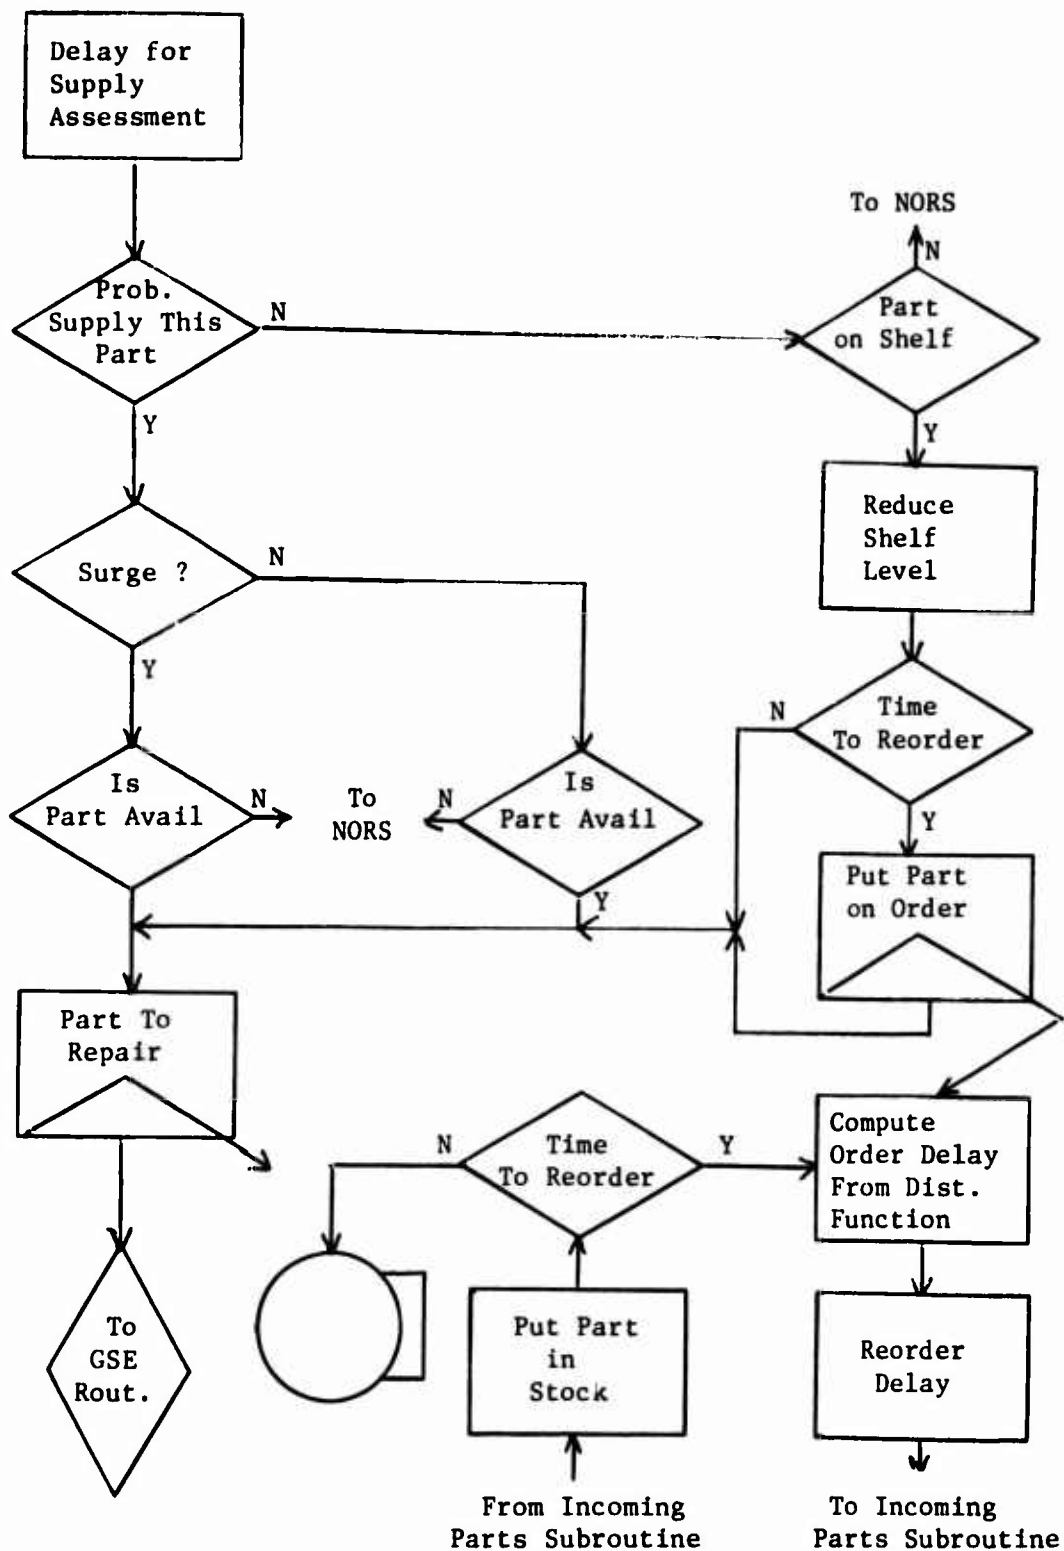 Delay for
Supply
Assessment
To NORS
N
Prob.
Supply This
Part
N
Part
on Shelf
Y
Y
Reduce
Shelf
Level
Surge ?
N
Y
N
Time
To Reorder
Y
Is
Part Avail
N
To
NORS
N
Is
Part Avail
Y
Put Part
on Order
Part To
Repair
N
Time
To Reorder
Y
Compute
Order Delay
From Dist.
Function
To
GSE
Rout.
Put Part
in
Stock
Reorder
Delay
From Incoming
Parts Subroutine
To Incoming
Parts Subroutine